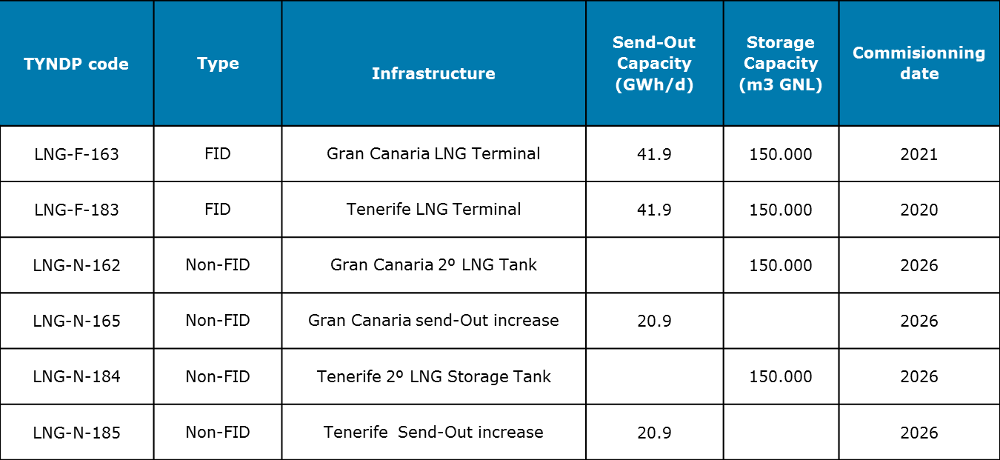 TYNDP code
Type
Infrastructure
Send-Out
Capacity
(GWh/d)
Storage
Capacity
(m3 GNL)
Commisionning
date
LNG-F-163
FID
Gran Canaria LNG Terminal
41.9
150.000
2021
LNG-F-183
FID
Tenerife LNG Terminal
41.9
150.000
2020
LNG-N-162
Non-FID
Gran Canaria 2º LNG Tank
150.000
2026
LNG-N-165
Non-FID
Gran Canaria send-Out increase
20.9
2026
LNG-N-184
Non-FID
Tenerife 2º LNG Storage Tank
150.000
2026
LNG-N-185
Non-FID
Tenerife  Send-Out increase
20.9
2026